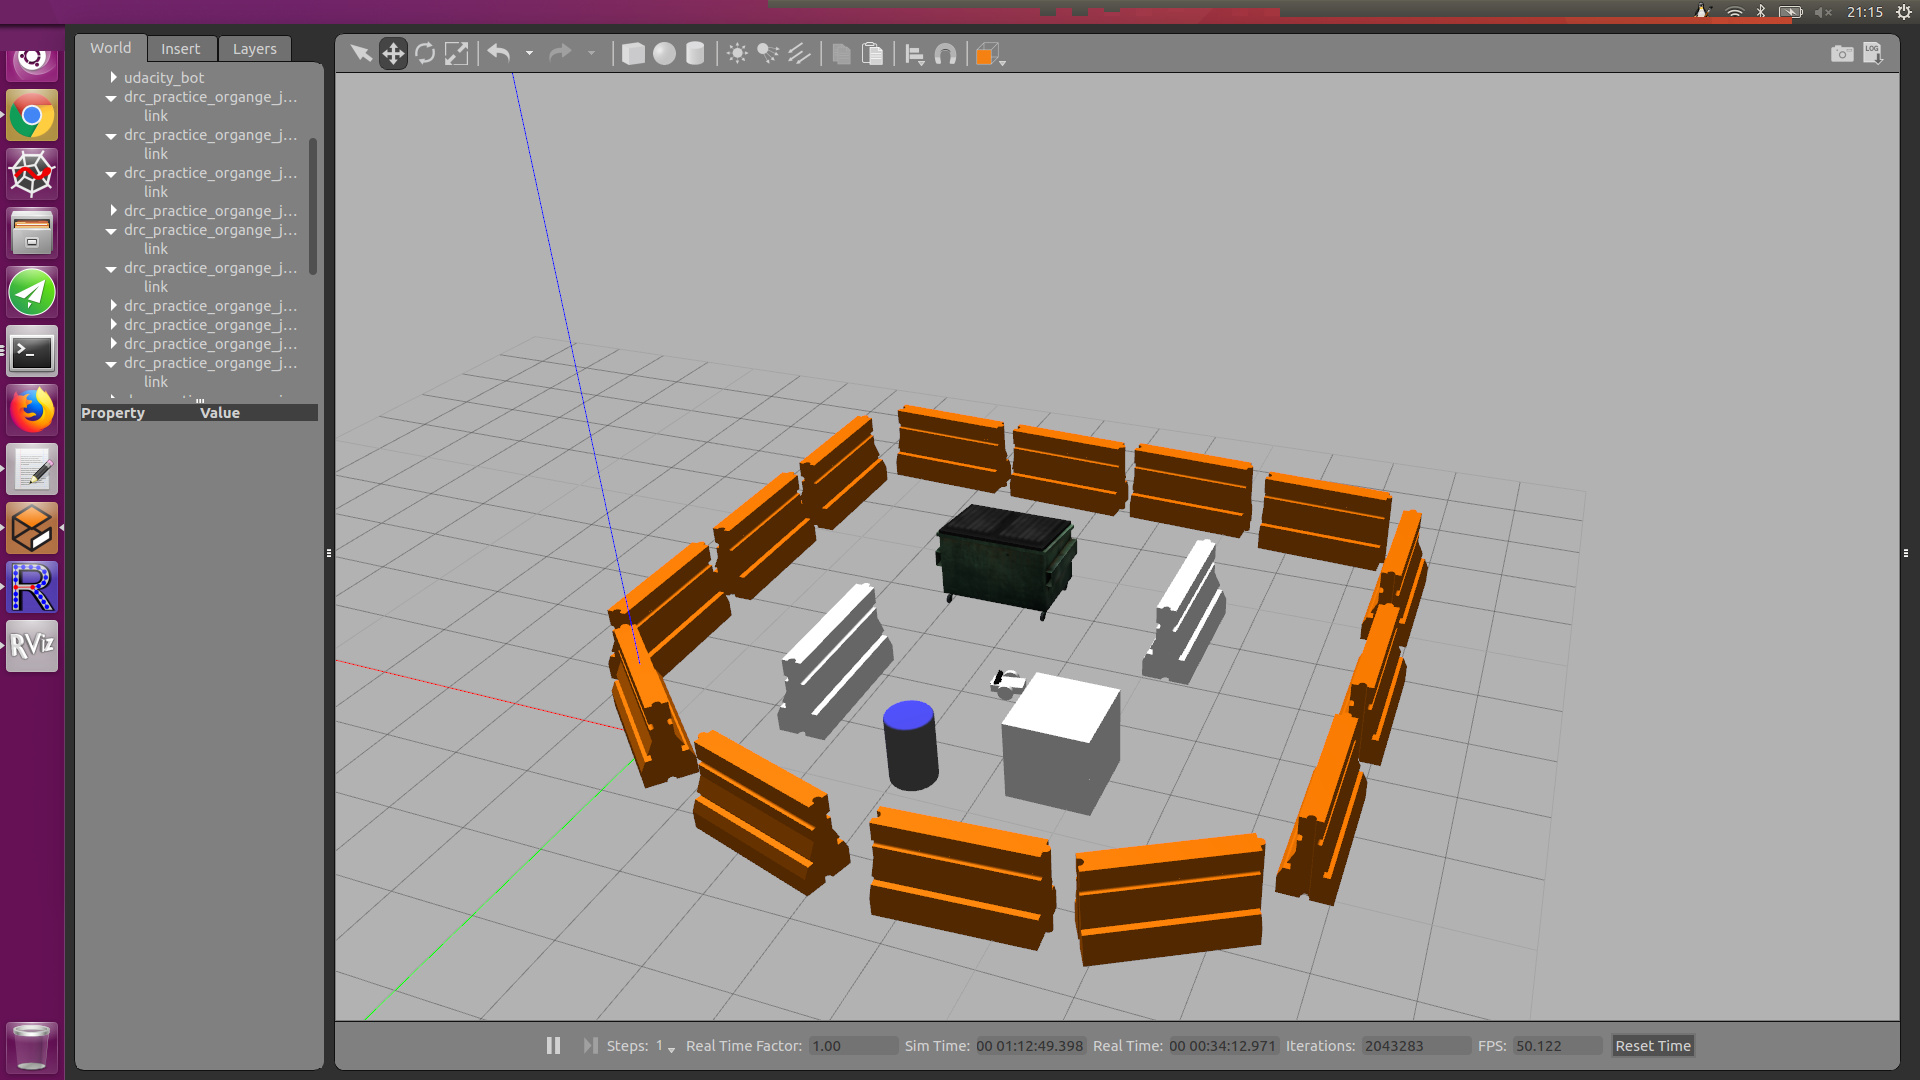 21:15
World Insert Layers
udacity_bot
drc_practice_organge_j...
link
drc_practice_organge_j...
link
drc_practice_organge_j...
link
drc_practice_organge_j...
drc_practice_organge_j...
link
drc_practice_organge_j...
link
drc_practice_organge_j...
drc_practice_organge_j...
drc_practice_organge_j...
drc_practice_organge_j...
link
Property Value
LOG
R
RViz
Steps: 1 Real Time Factor: 1.00 Sim Time: 00 01:12:49.398 Real Time: 00 00:34:12.971 Iterations: 2043283 FPS: 50.122 Reset Time